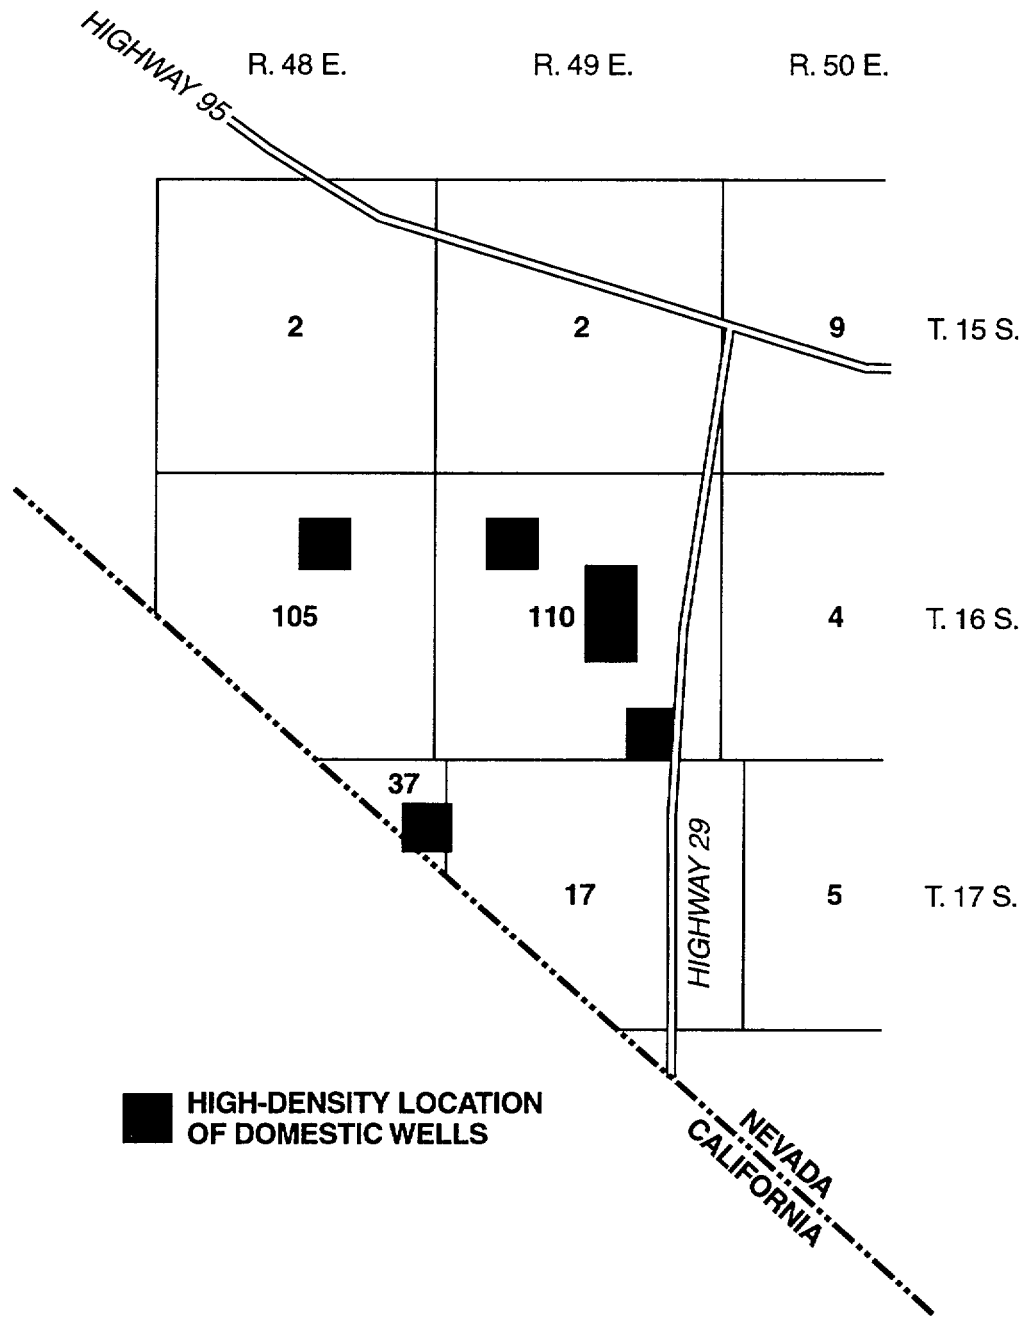 HIGHWAY 95
R. 48 E.
R. 49 E.
R. 50 E.
2
2
9
T. 15 S.
105
110
4
T. 16 S.
37
17
HIGHWAY 29
5
T. 17 S.
HIGH-DENSITY LOCATION
OF DOMESTIC WELLS
NEVADA
CALIFORNIA